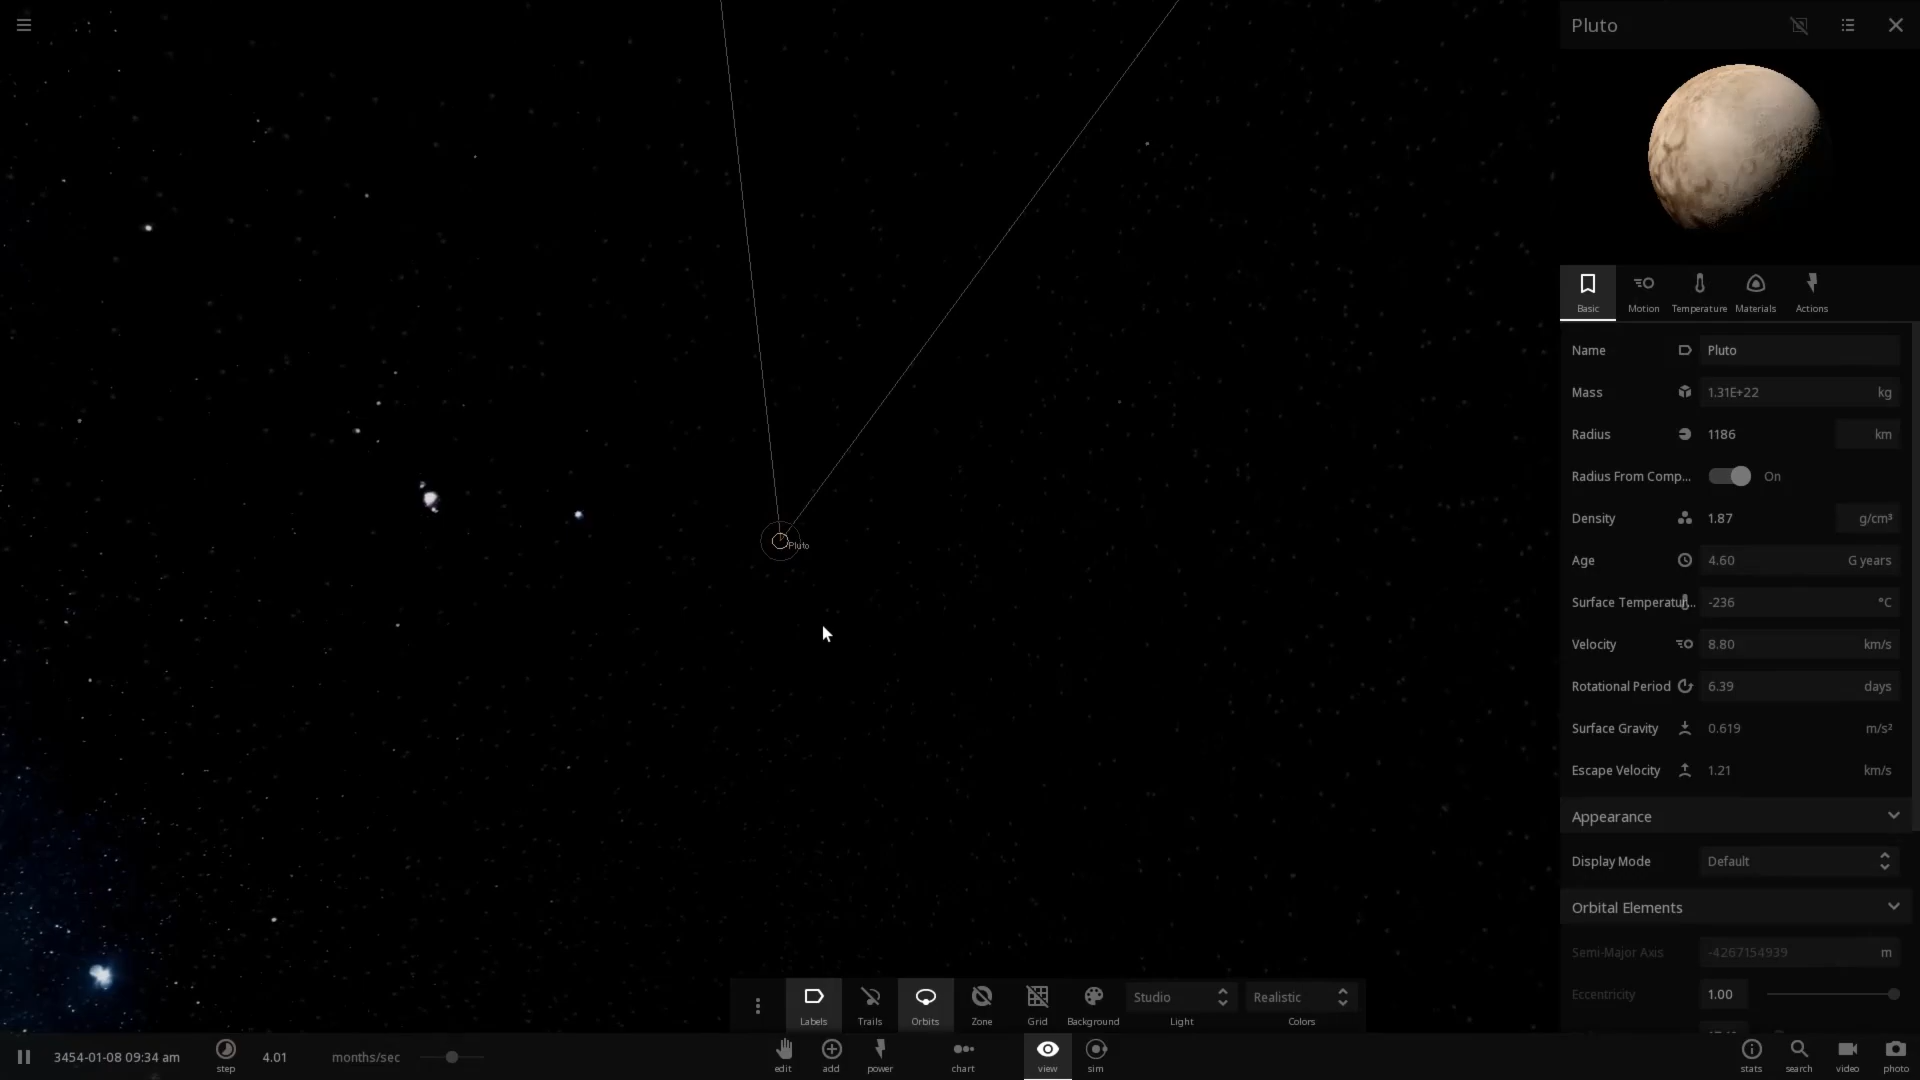 Pluto
Pluto
Basic
Motion
Temperature
Materials
Actions
Name Pluto
Mass 1.31E+22 kg
Radius 1186 km
Radius From Comp... On
Density 1.87 g/cm³
Age 4.60 G years
Surface Temperatur... -236 °C
Velocity 8.80 km/s
Rotational Period 6.39 days
Surface Gravity 0.619 m/s²
Escape Velocity 1.21 km/s
Appearance
Display Mode Default
Orbital Elements
Semi-Major Axis -4267154939 m
Eccentricity 1.00
Studio Realistic
Labels Trails Orbits Zone Grid Background Light Colors
3454-01-08 09:34 am
step
4.01 months/sec
edit add power chart view sim
stats search video photo